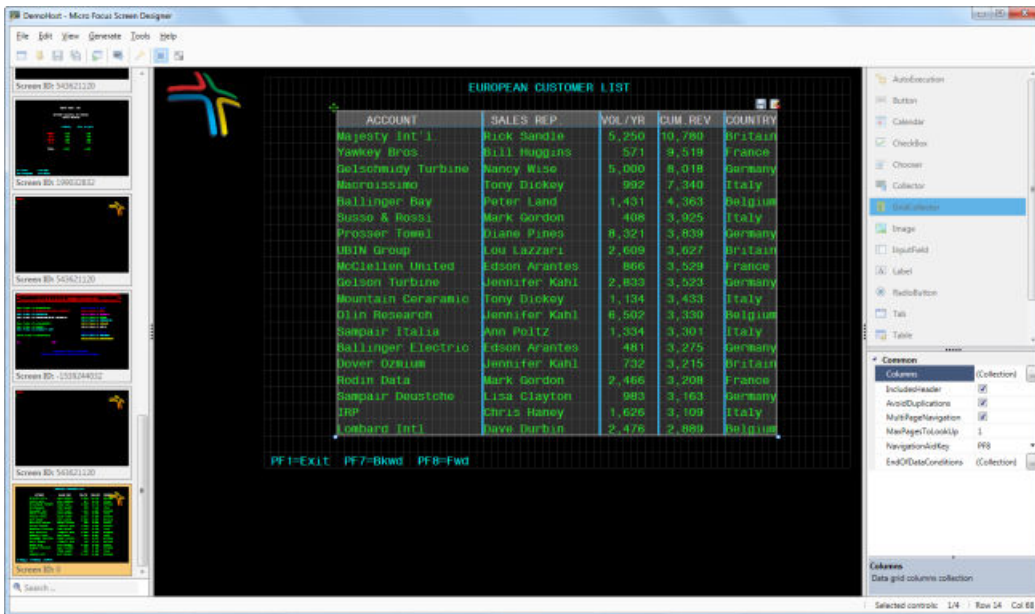 DemoHost - Micro Focus Screen Designer
File Edit View Generate Tools Help
Screen ID: 543621120
Screen ID: 199032832
Screen ID: 543621120
Screen ID: -1539244032
Screen ID: 543621120
Screen ID: 0
Search ...
EUROPEAN CUSTOMER LIST
ACCOUNT SALES REP. VOL/YR CUM.REV COUNTRY
Majesty Int'l Rick Sandle 5,250 10,780 Britain
Yawkey Bros Bill Huggins 571 9,519 France
Gelschmidy Turbine Nancy Wise 5,000 8,018 Germany
Macroissimo Tony Dickey 992 7,340 Italy
Ballinger Bay Peter Land 1,431 4,363 Belgium
Susso & Rossi Mark Gordon 408 3,925 Italy
Prosser Towel Diane Pines 8,321 3,839 Germany
UBIN Group Lou Lazzari 2,609 3,627 Britain
McClellen United Edson Arantes 866 3,529 France
Gelson Turbine Jennifer Kahl 2,833 3,523 Germany
Mountain Ceraramic Tony Dickey 1,134 3,433 Italy
Olin Research Jennifer Kahl 6,502 3,330 Belgium
Sampair Italia Ann Poltz 1,334 3,301 Italy
Ballinger Electric Edson Arantes 481 3,275 Germany
Dover Ozmium Jennifer Kahl 732 3,215 Britain
Rodin Data Mark Gordon 2,466 3,208 France
Sampair Deustche Lisa Clayton 983 3,163 Germany
IRP Chris Haney 1,626 3,109 Italy
Lombard Intl Dave Durbin 2,476 2,889 Belgium
PF1=Exit PF7=Bkwd PF8=Fwd
AutoExecution
Button
Calendar
CheckBox
Chooser
Collector
GridCollector
Image
InputField
Label
RadioButton
Tab
Table
Common
Columns (Collection)
IncludedHeader
AvoidDuplications
MultiPageNavigation
MaxPagesToLookUp 1
NavigationAidKey PF8
EndOfDataConditions (Collection)
Columns
Data grid columns collection
Selected controls: 1/4 Row 14 Col 68